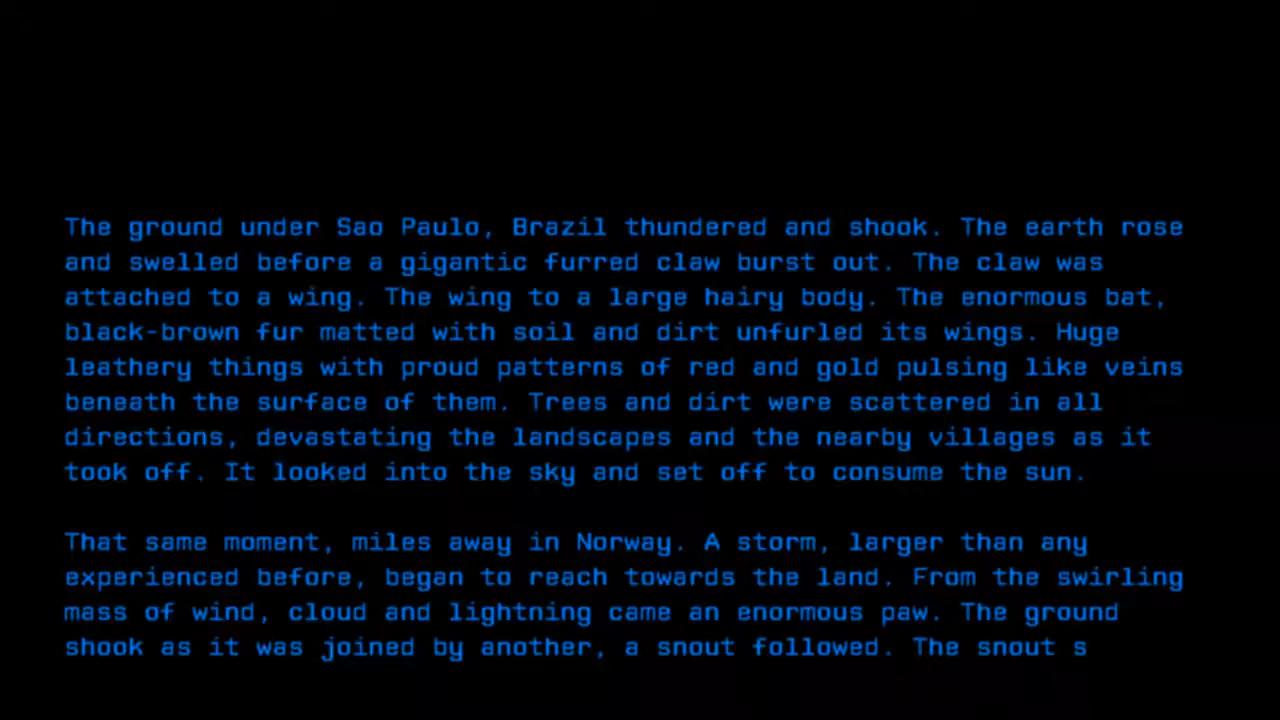 The ground under Sao Paulo, Brazil thundered and shook. The earth rose
and swelled before a gigantic furred claw burst out. The claw was
attached to a wing. The wing to a large hairy body. The enormous bat,
black-brown fur matted with soil and dirt unfurled its wings. Huge
leathery things with proud patterns of red and gold pulsing like veins
beneath the surface of them. Trees and dirt were scattered in all
directions, devastating the landscapes and the nearby villages as it
took off. It looked into the sky and set off to consume the sun.

That same moment, miles away in Norway. A storm, larger than any
experienced before, began to reach towards the land. From the swirling
mass of wind, cloud and lightning came an enormous paw. The ground
shook as it was joined by another, a snout followed. The snout s